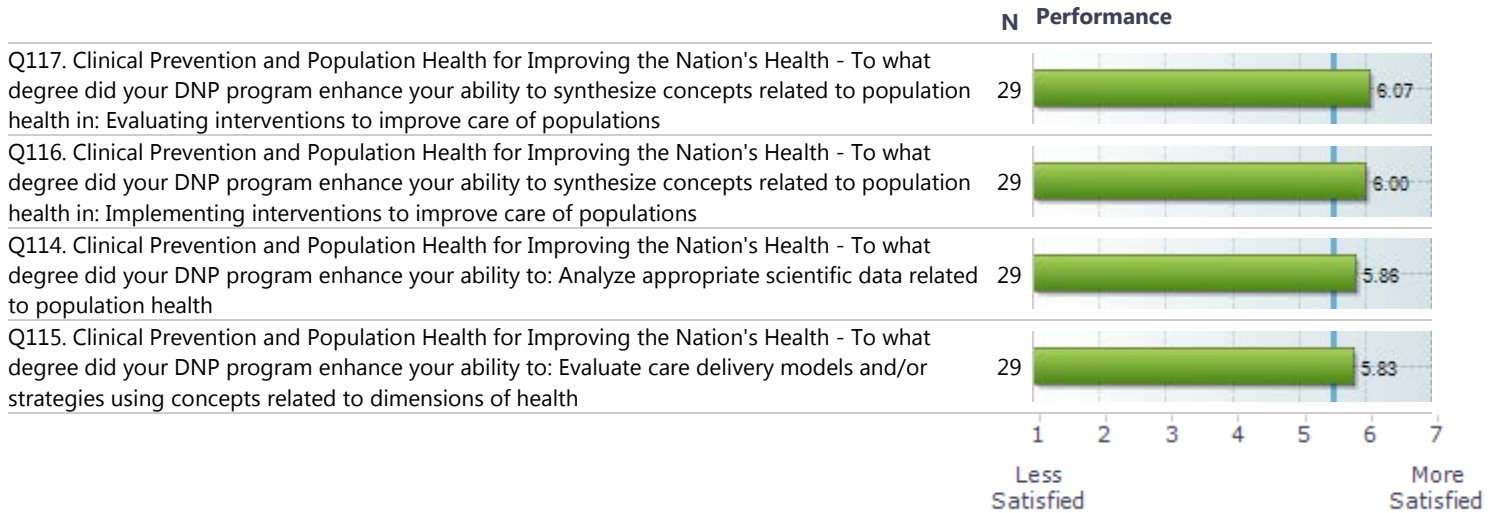 N Performance
Q117. Clinical Prevention and Population Health for Improving the Nation's Health - To what
degree did your DNP program enhance your ability to synthesize concepts related to population 29 6.07
health in: Evaluating interventions to improve care of populations
Q116. Clinical Prevention and Population Health for Improving the Nation's Health - To what
degree did your DNP program enhance your ability to synthesize concepts related to population 29 6.00
health in: Implementing interventions to improve care of populations
Q114. Clinical Prevention and Population Health for Improving the Nation's Health - To what
degree did your DNP program enhance your ability to: Analyze appropriate scientific data related 29 5.86
to population health
Q115. Clinical Prevention and Population Health for Improving the Nation's Health - To what
degree did your DNP program enhance your ability to: Evaluate care delivery models and/or 29 5.83
strategies using concepts related to dimensions of health
1 2 3 4 5 6 7
Less More
Satisfied Satisfied